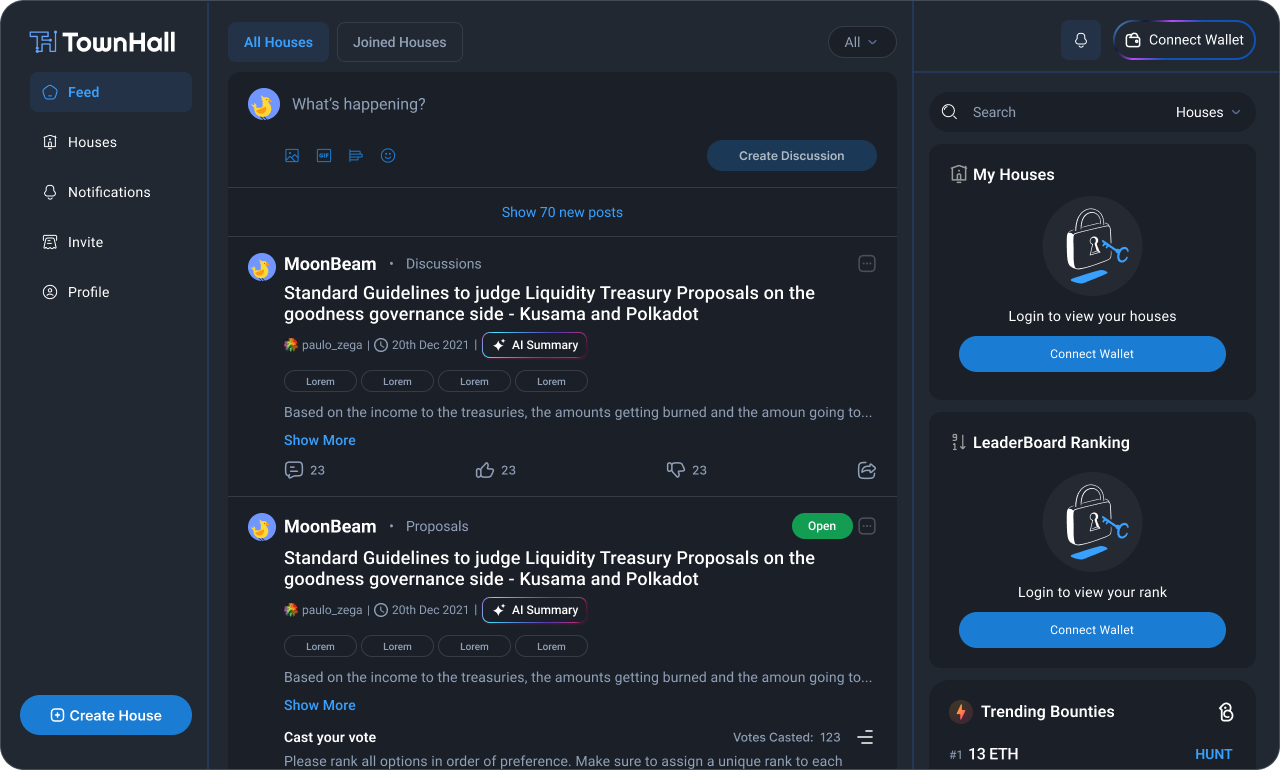 TownHall
Feed
Houses
Notifications
Invite
Profile
Create House
All Houses
Joined Houses
All
What's happening?
GIF
Create Discussion
Show 70 new posts
MoonBeam • Discussions
Standard Guidelines to judge Liquidity Treasury Proposals on the
goodness governance side - Kusama and Polkadot
paulo_zega | 20th Dec 2021 | AI Summary
Lorem Lorem Lorem Lorem
Based on the income to the treasuries, the amounts getting burned and the amoun going to...
Show More
23 23 23
MoonBeam • Proposals Open
Standard Guidelines to judge Liquidity Treasury Proposals on the
goodness governance side - Kusama and Polkadot
paulo_zega | 20th Dec 2021 | AI Summary
Lorem Lorem Lorem Lorem
Based on the income to the treasuries, the amounts getting burned and the amoun going to...
Show More
Cast your vote Votes Casted: 123
Please rank all options in order of preference. Make sure to assign a unique rank to each
Connect Wallet
Search Houses
My Houses
Login to view your houses
Connect Wallet
LeaderBoard Ranking
Login to view your rank
Connect Wallet
Trending Bounties
#1 13 ETH HUNT